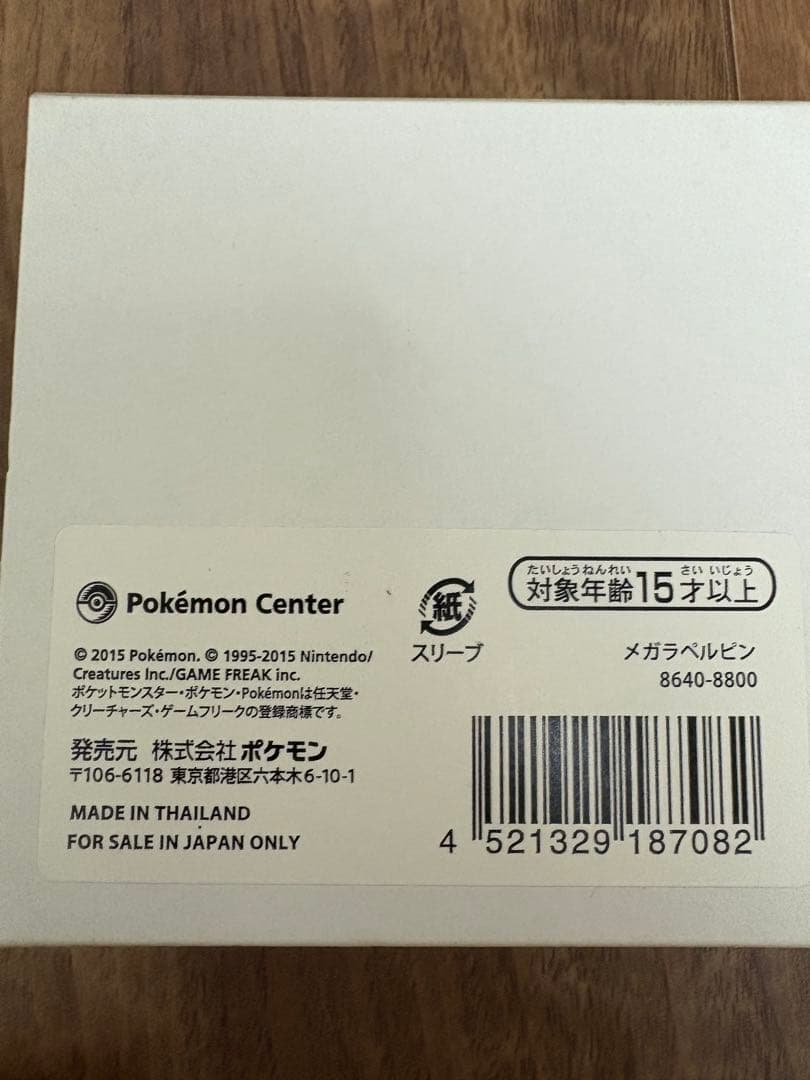 Pokémon Center
© 2015 Pokémon. © 1995-2015 Nintendo/
Creatures Inc./GAME FREAK inc.
ポケットモンスター・ポケモン・Pokémonは任天堂・
クリーチャーズ・ゲームフリークの登録商標です。
発売元 株式会社ポケモン
〒106-6118 東京都港区六本木6-10-1
MADE IN THAILAND
FOR SALE IN JAPAN ONLY
紙
スリーブ
たいしょうねんれい さい いじょう
対象年齢15才以上
メガラペルピン
8640-8800
4 521329 187082